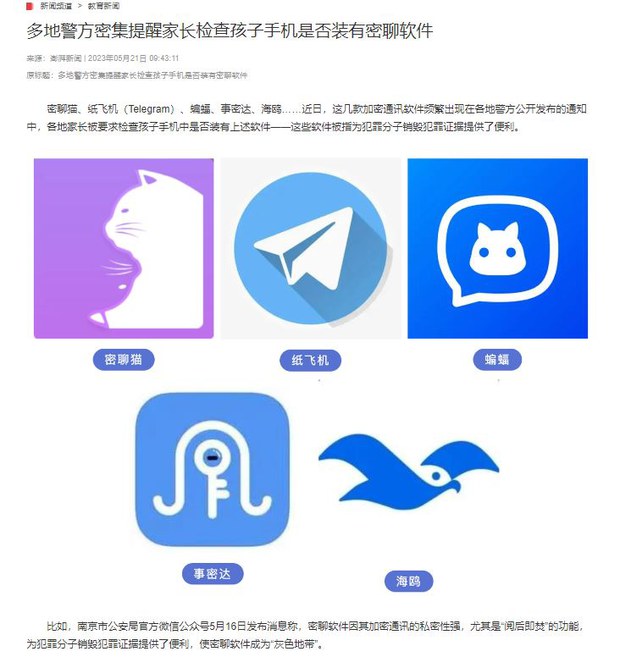 新闻频道 > 教育新闻
多地警方密集提醒家长检查孩子手机是否装有密聊软件
来源：澎湃新闻 | 2023年05月21日 09:43:11
原标题：多地警方密集提醒家长检查孩子手机是否装有密聊软件
密聊猫、纸飞机（Telegram）、蝙蝠、事密达、海鸥……近日，这几款加密通讯软件频繁出现在各地警方公开发布的通知
中，各地家长被要求检查孩子手机中是否装有上述软件——这些软件被指为犯罪分子销毁犯罪证据提供了便利。
密聊猫
纸飞机
蝙蝠
事密达
海鸥
比如，南京市公安局官方微信公众号5月16日发布消息称，密聊软件因其加密通讯的私密性强，尤其是“阅后即焚”的功能，
为犯罪分子销毁犯罪证据提供了便利，使密聊软件成为“灰色地带”。